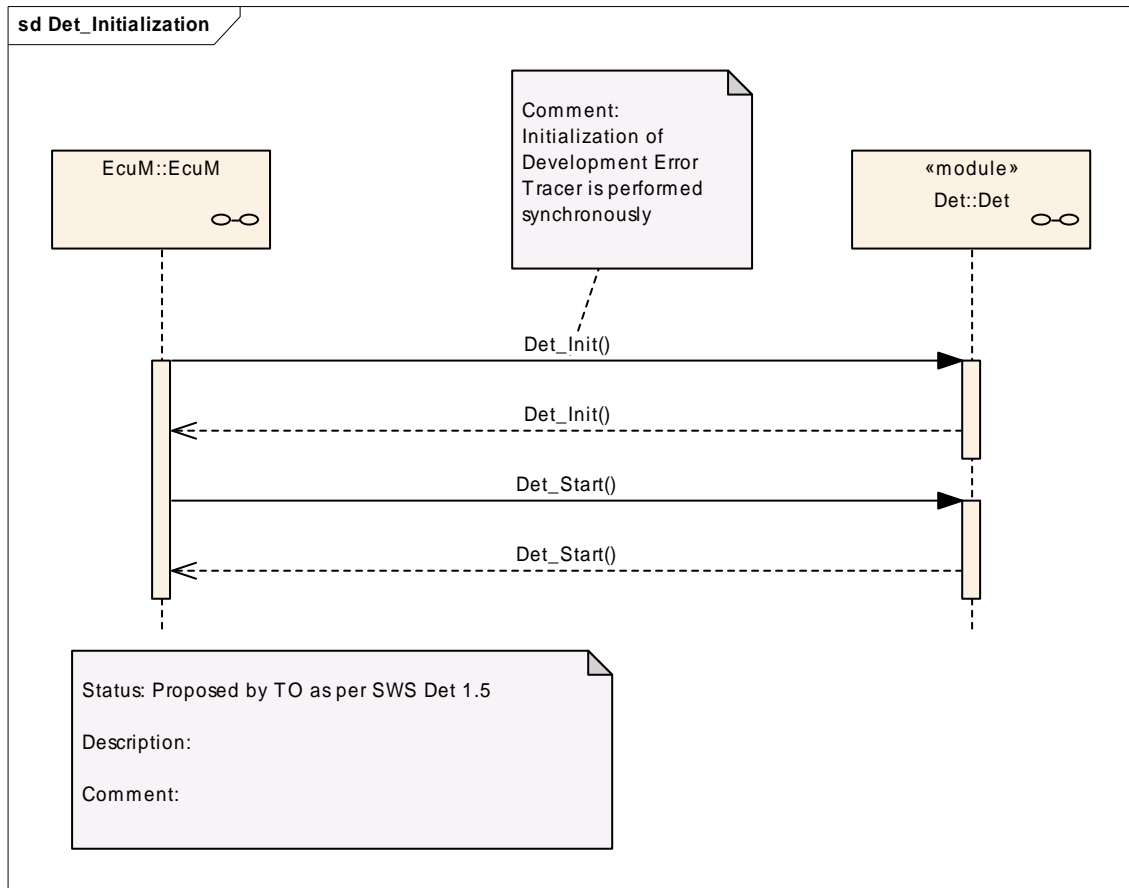 sd Det_Initialization
Comment:
Initialization of
Development Error
Tracer is performed
synchronously
EcuM::EcuM
«module»
Det::Det
Det_Init()
Det_Init()
Det_Start()
Det_Start()
Status: Proposed by TO as per SWS Det 1.5
Description:
Comment: